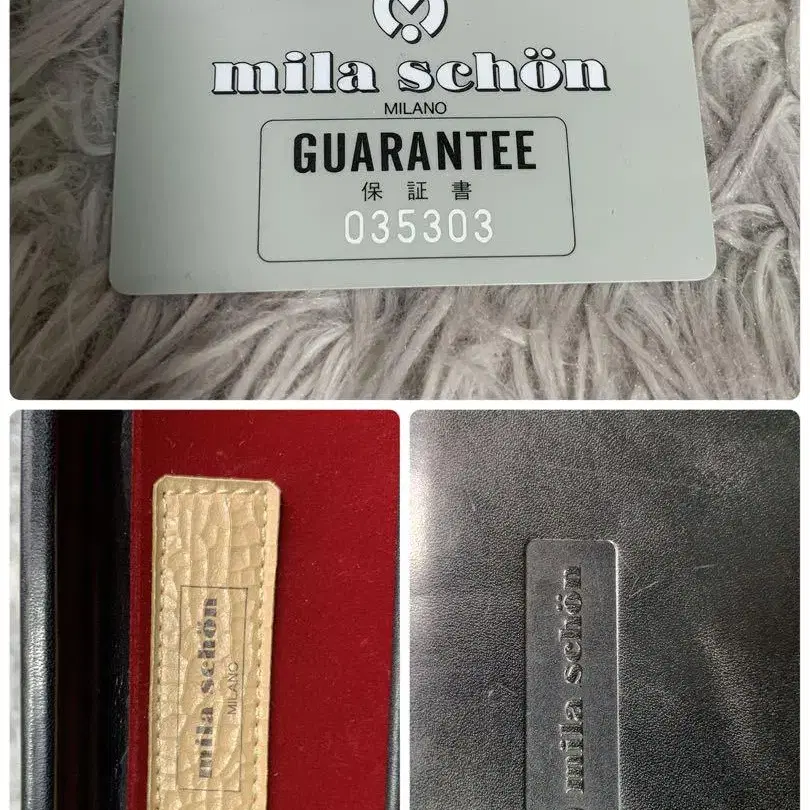 mila schön
MILANO
GUARANTEE
保証書
035303
mila schön
MILANO
mila schön